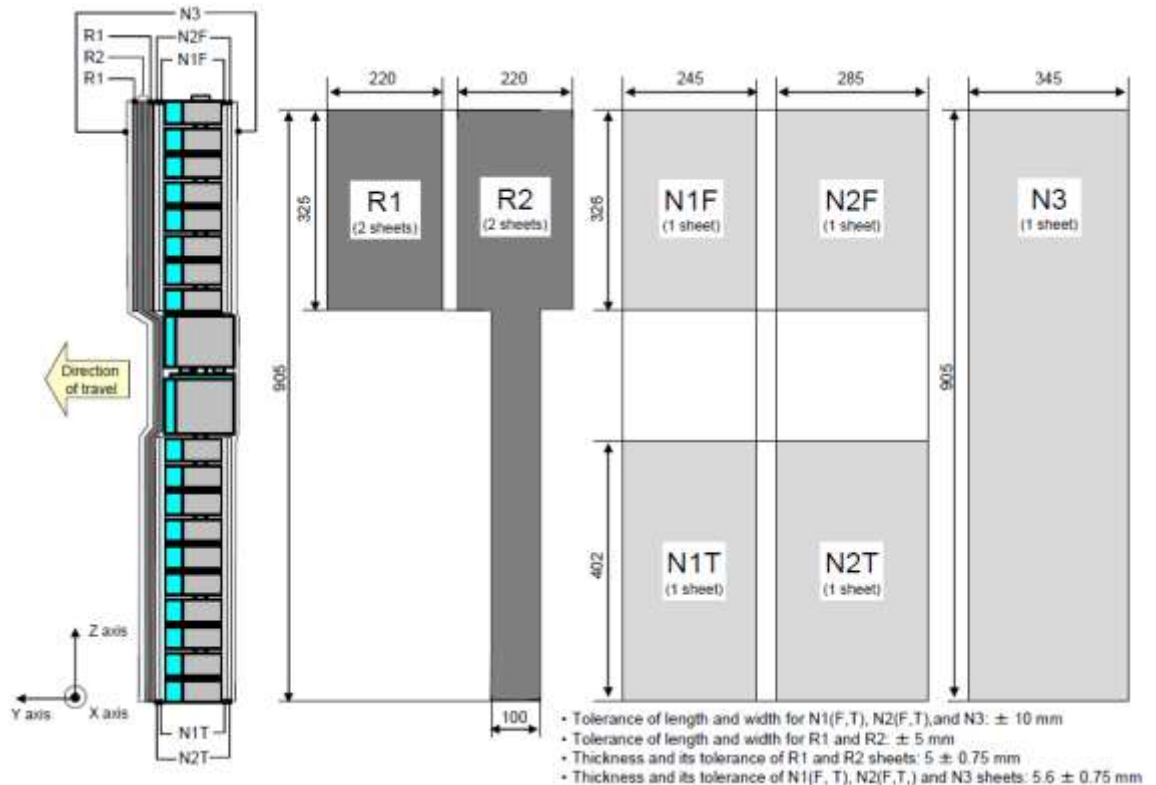 N3
R1
N2F
R2
N1F
R1
220
220
245
285
345
325
R1
(2 sheets)
R2
(2 sheets)
326
N1F
(1 sheet)
N2F
(1 sheet)
N3
(1 sheet)
Direction
of travel
905
905
402
N1T
(1 sheet)
N2T
(1 sheet)
Z axis
Y axis
X axis
100
N1T
N2T
• Tolerance of length and width for N1(F,T), N2(F,T),and N3: ± 10 mm
• Tolerance of length and width for R1 and R2: ± 5 mm
• Thickness and its tolerance of R1 and R2 sheets: 5 ± 0.75 mm
• Thickness and its tolerance of N1(F, T), N2(F,T,) and N3 sheets: 5.6 ± 0.75 mm